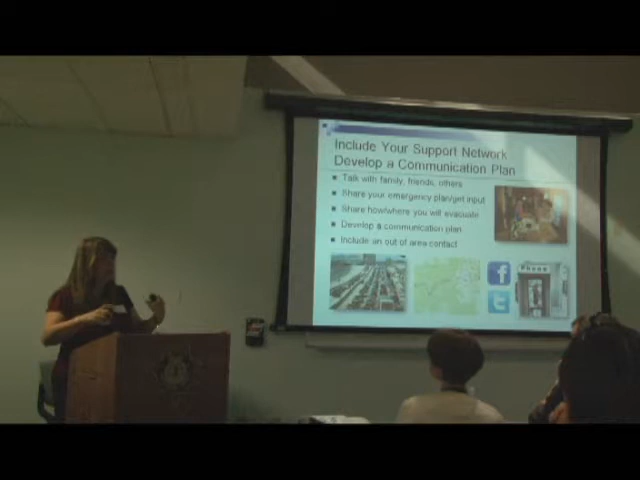 Include Your Support Network
Develop a Communication Plan
Talk with family, friends, others
Share your emergency plan/get input
Share how/where you will evacuate
Develop a communication plan
Include an out of area contact
PHONE
f
t